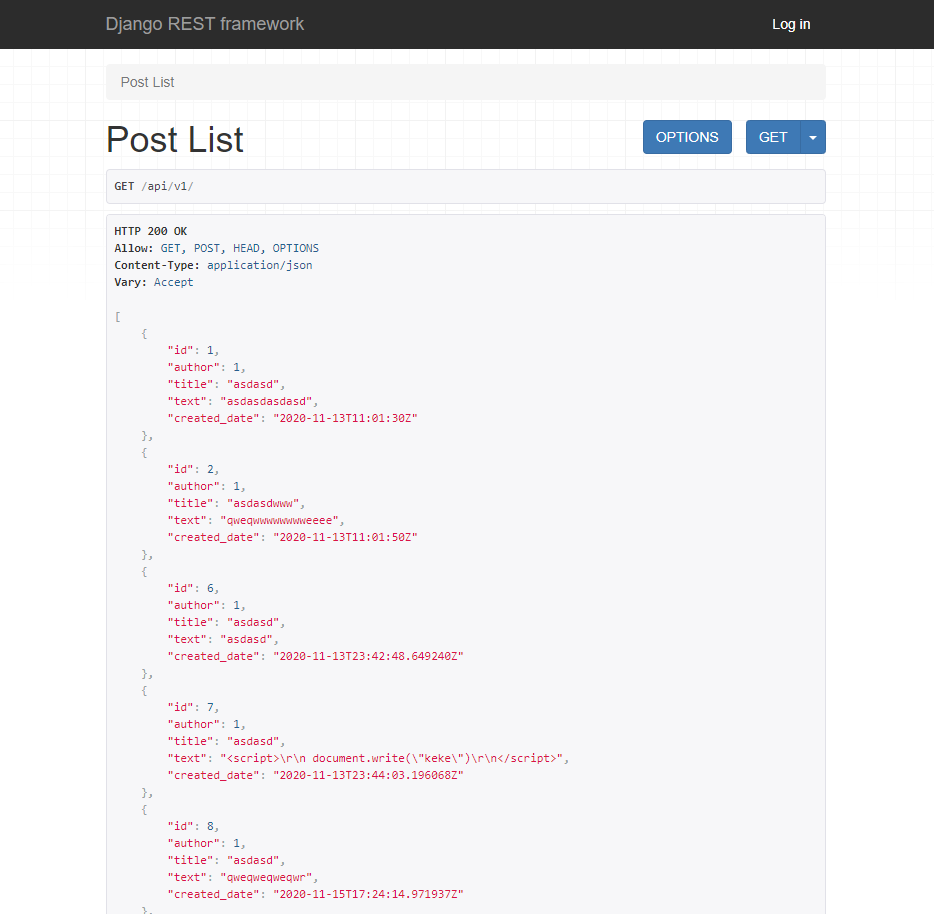 Django REST framework
Log in
Post List
Post List
OPTIONS
GET
GET /api/v1/
HTTP 200 OK
Allow: GET, POST, HEAD, OPTIONS
Content-Type: application/json
Vary: Accept
[
    {
        "id": 1,
        "author": 1,
        "title": "asdasd",
        "text": "asdasdasdasd",
        "created_date": "2020-11-13T11:01:30Z"
    },
    {
        "id": 2,
        "author": 1,
        "title": "asdasdwww",
        "text": "qweqwwwwwwweeee",
        "created_date": "2020-11-13T11:01:50Z"
    },
    {
        "id": 6,
        "author": 1,
        "title": "asdasd",
        "text": "asdasd",
        "created_date": "2020-11-13T23:42:48.649240Z"
    },
    {
        "id": 7,
        "author": 1,
        "title": "asdasd",
        "text": "<script>\r\n document.write(\"keke\")\r\n</script>",
        "created_date": "2020-11-13T23:44:03.196068Z"
    },
    {
        "id": 8,
        "author": 1,
        "title": "asdasd",
        "text": "qweqweqweqwr",
        "created_date": "2020-11-15T17:24:14.971937Z"
    },